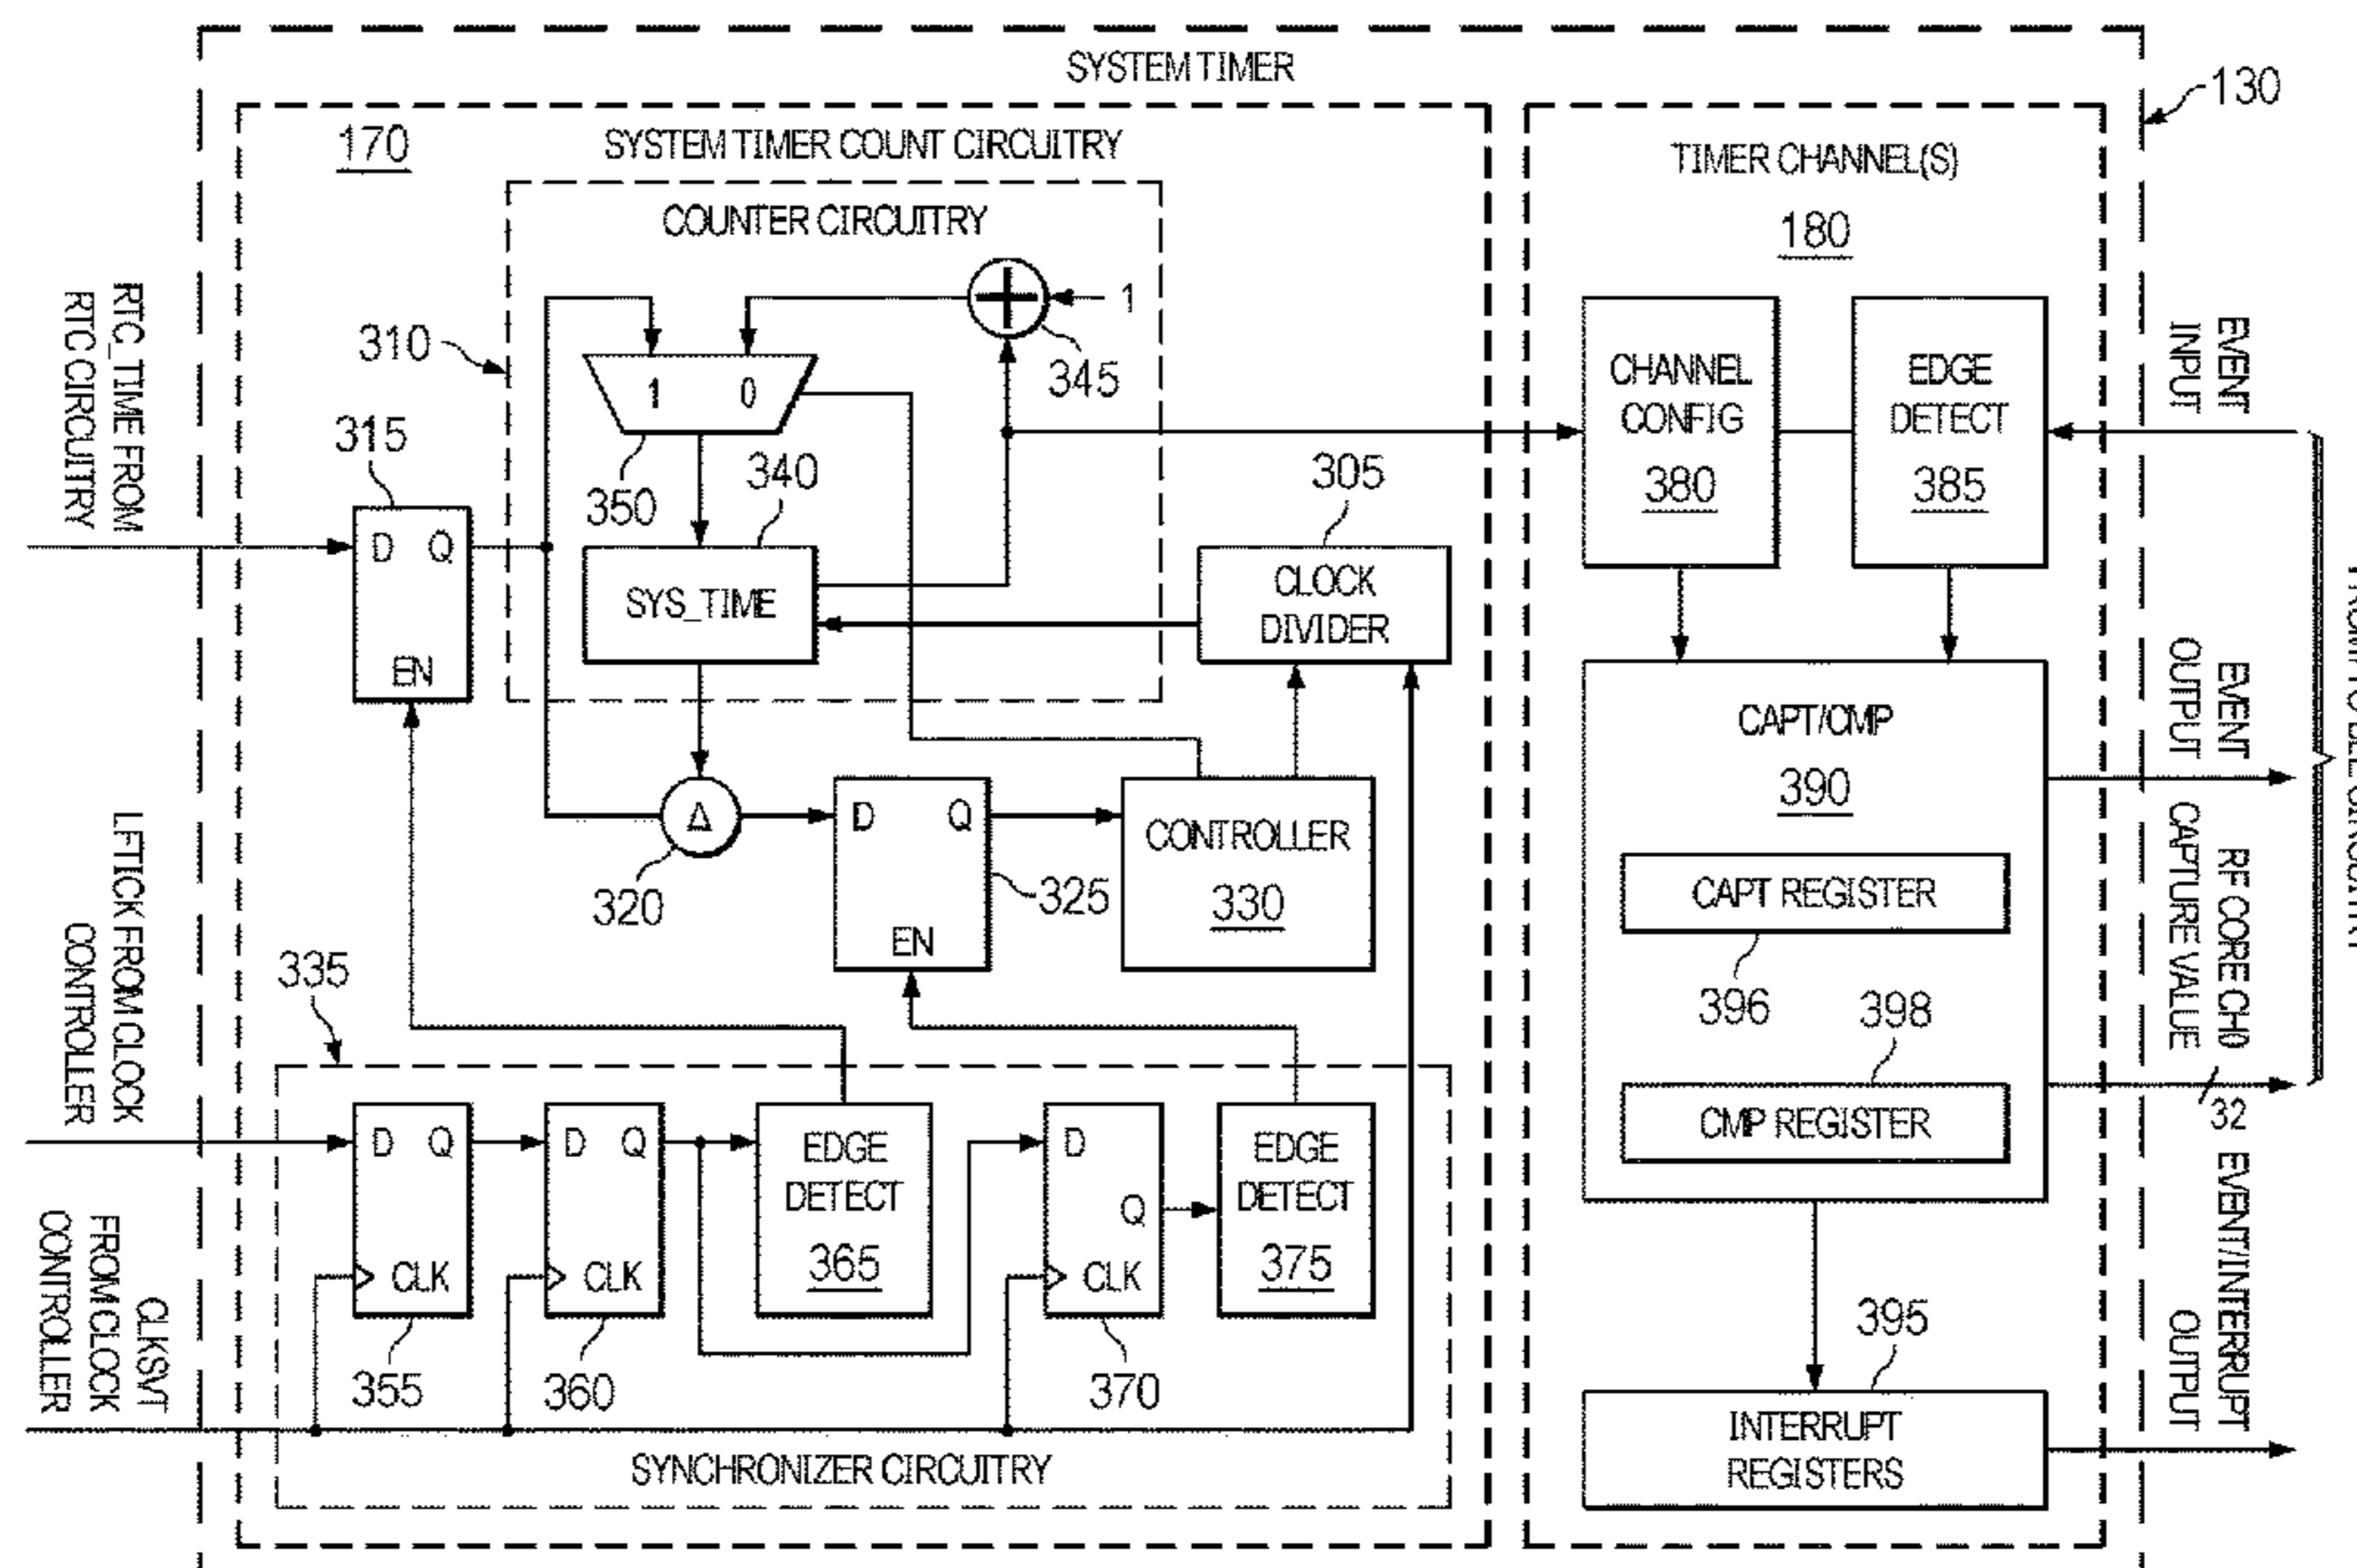 SYSTEM TIMER
130
170
SYSTEM TIMER COUNT CIRCUITRY
COUNTER CIRCUITRY
1
345
310
1 0
350
340
SYS_TIME
305
CLOCK
DIVIDER
RTC_TIME FROM
RTC CIRCUITRY
315
D Q
EN
Δ
320
D Q
EN
325
CONTROLLER
330
LFTICK FROM CLOCK
CONTROLLER
335
D Q
CLK
355
D Q
CLK
360
EDGE
DETECT
365
D
Q
CLK
370
EDGE
DETECT
375
CLKSVT
FROM CLOCK
CONTROLLER
SYNCHRONIZER CIRCUITRY
TIMER CHANNEL(S)
180
CHANNEL
CONFIG
380
EDGE
DETECT
385
EVENT
INPUT
CAPT/CMP
390
CAPT REGISTER
396
398
CMP REGISTER
395
INTERRUPT
REGISTERS
EVENT
OUTPUT
RF CORE CH0
CAPTURE VALUE
32
EVENT/INTERRUPT
OUTPUT